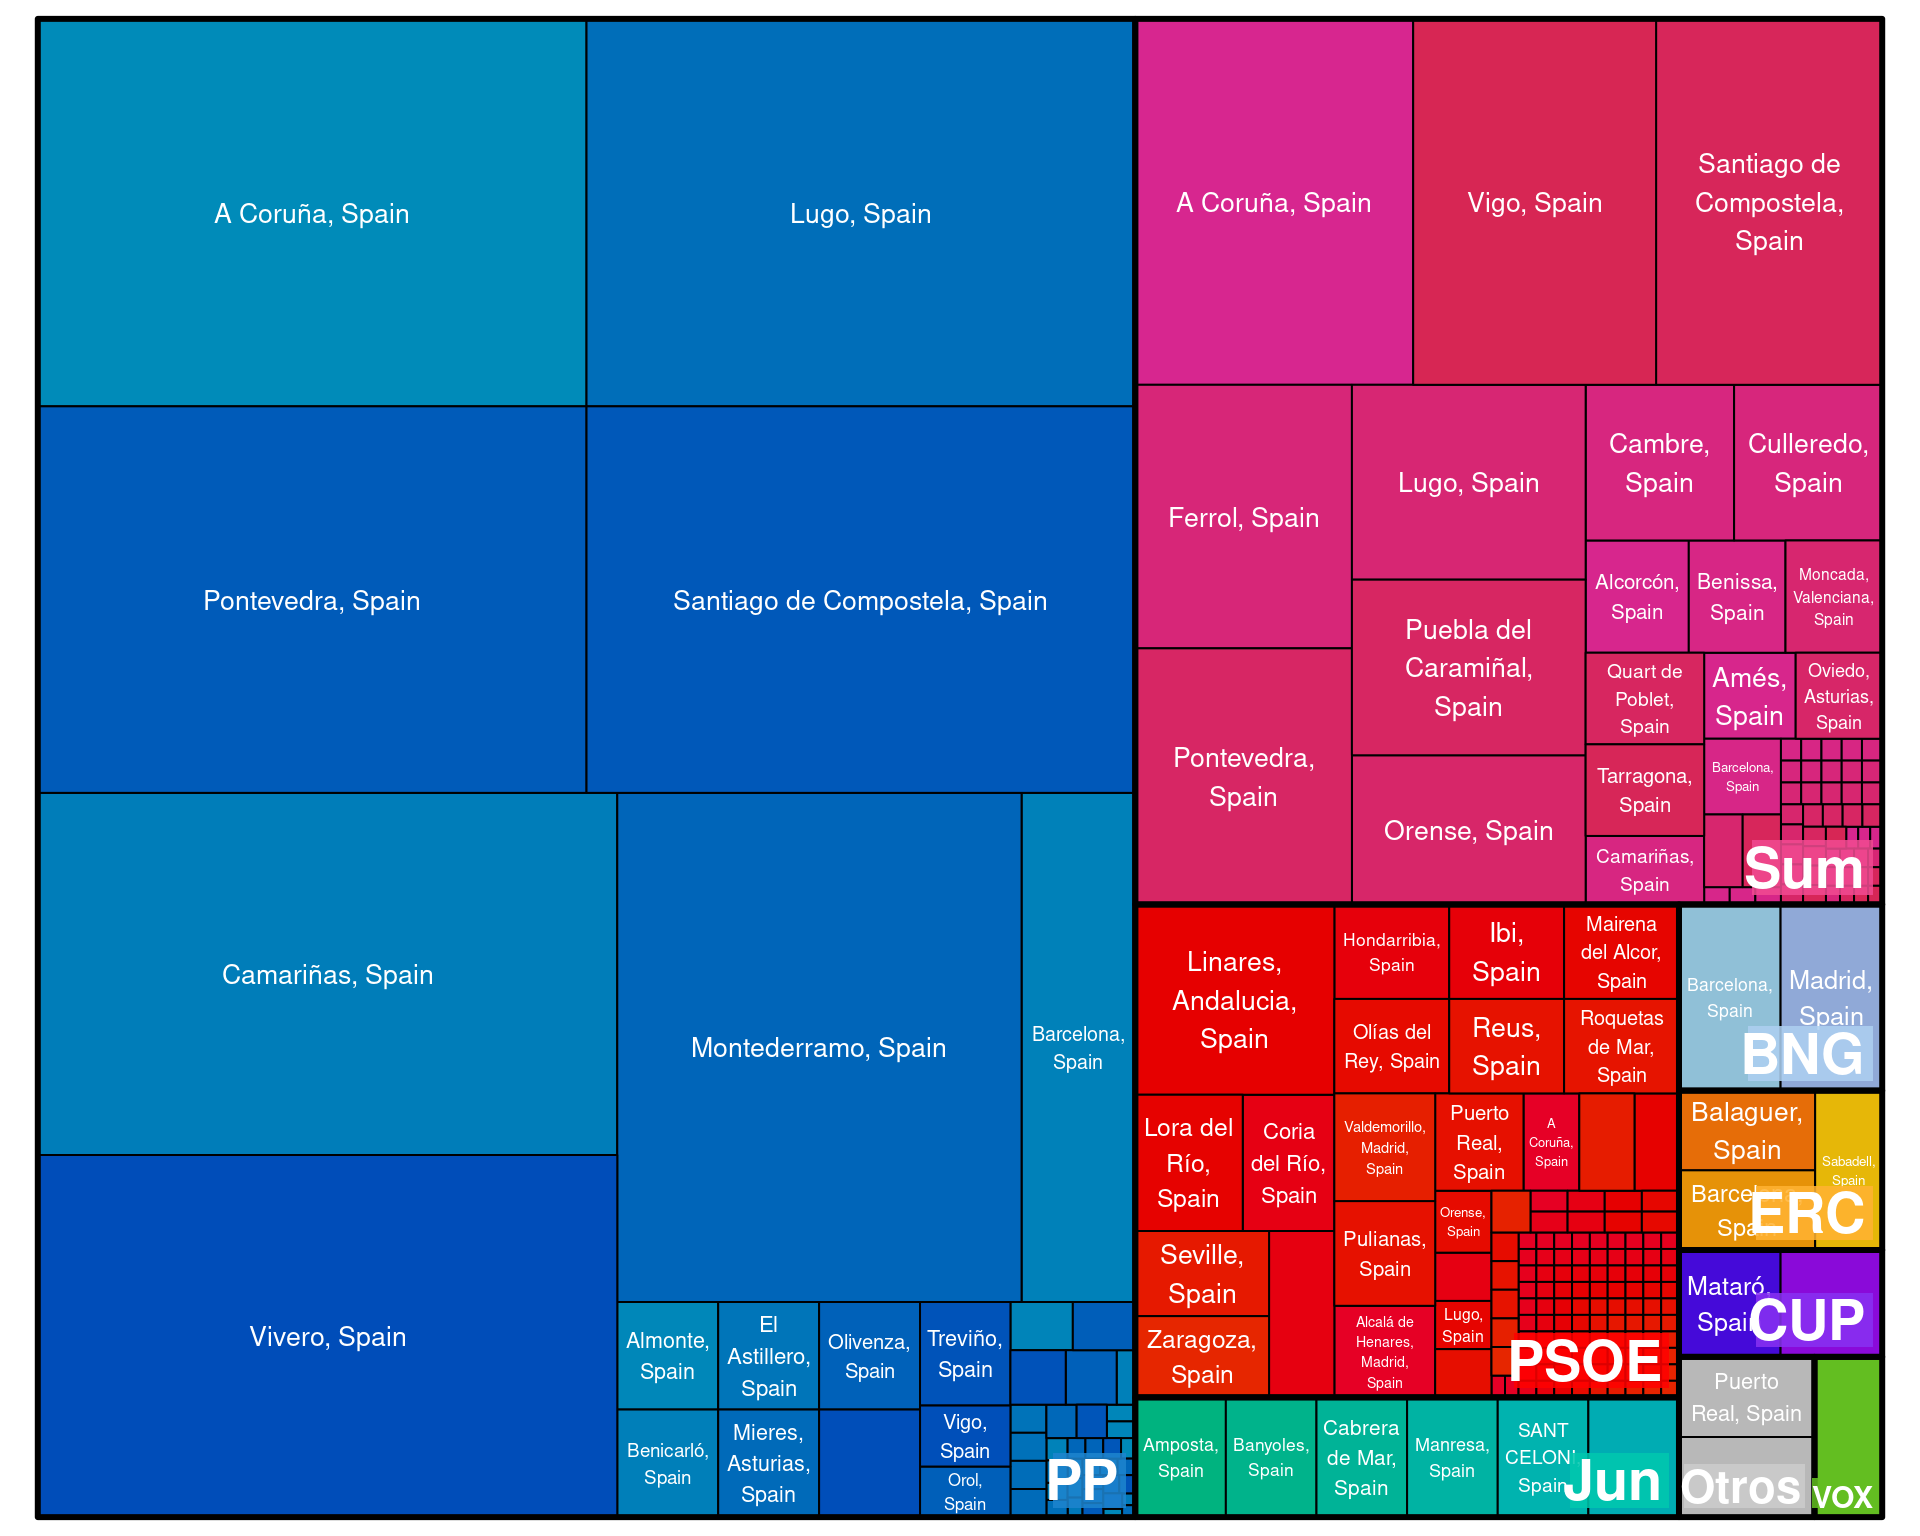 A Coruña, Spain
Lugo, Spain
Pontevedra, Spain
Santiago de Compostela, Spain
Camariñas, Spain
Montederramo, Spain
Barcelona,
Spain
Vivero, Spain
Almonte,
Spain
El
Astillero,
Spain
Olivenza,
Spain
Treviño,
Spain
Benicarló,
Spain
Mieres,
Asturias,
Spain
Vigo,
Spain
Orol,
Spain
PP
A Coruña, Spain
Vigo, Spain
Santiago de
Compostela,
Spain
Ferrol, Spain
Lugo, Spain
Cambre,
Spain
Culleredo,
Spain
Pontevedra,
Spain
Puebla del
Caramiñal,
Spain
Orense, Spain
Alcorcón,
Spain
Benissa,
Spain
Moncada,
Valenciana,
Spain
Quart de
Poblet,
Spain
Amés,
Spain
Oviedo,
Asturias,
Spain
Tarragona,
Spain
Barcelona,
Spain
Camariñas,
Spain
Sum
Linares,
Andalucia,
Spain
Hondarribia,
Spain
Ibi,
Spain
Mairena
del Alcor,
Spain
Olías del
Rey, Spain
Reus,
Spain
Roquetas
de Mar,
Spain
Lora del
Río,
Spain
Coria
del Río,
Spain
Valdemorillo,
Madrid,
Spain
Puerto
Real,
Spain
A
Coruña,
Spain
Seville,
Spain
Pulianas,
Spain
Orense,
Spain
Zaragoza,
Spain
Alcalá de
Henares,
Madrid,
Spain
Lugo,
Spain
PSOE
Amposta,
Spain
Banyoles,
Spain
Cabrera
de Mar,
Spain
Manresa,
Spain
SANT
CELONI
Spain
Jun
Barcelona,
Spain
Madrid,
Spain
BNG
Balaguer,
Spain
Sabadell,
Spain
Barcelona,
Spain
ERC
Mataró,
Spain
CUP
Puerto
Real, Spain
Otros
VOX